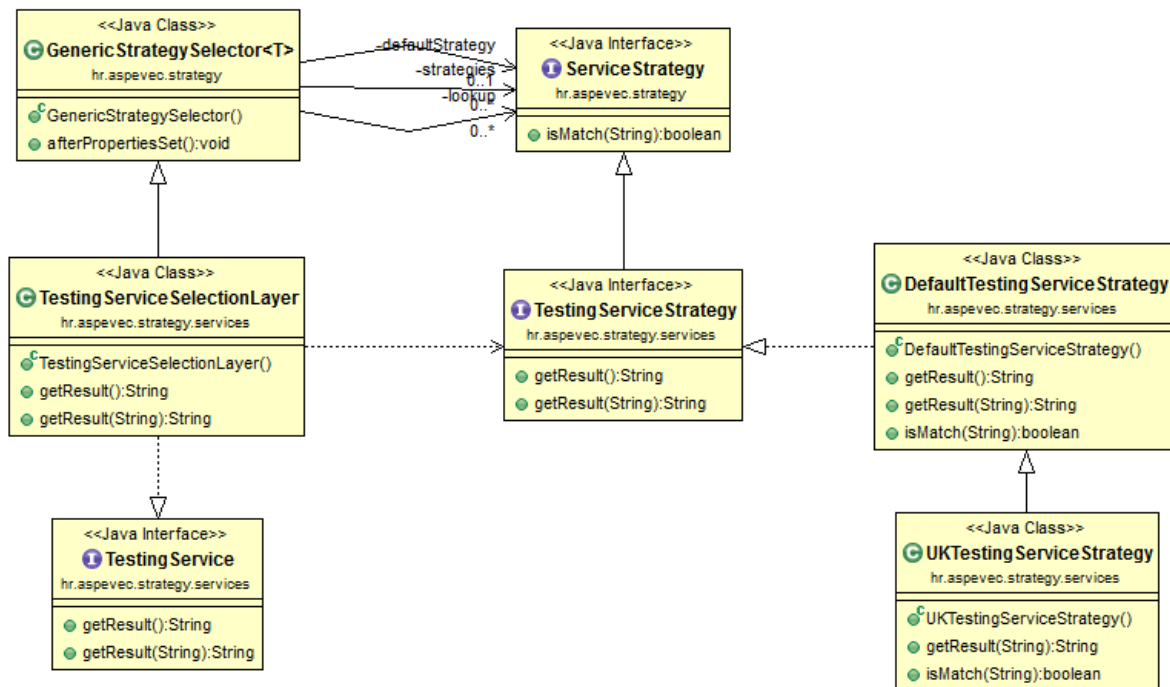 <<Java Class>>
GenericStrategySelector<T>
hr.aspevec.strategy
GenericStrategySelector()
afterPropertiesSet():void
-defaultStrategy
-strategies
0..1
-lookup
0..*
0..*
<<Java Interface>>
ServiceStrategy
hr.aspevec.strategy
isMatch(String):boolean
<<Java Class>>
TestingServiceSelectionLayer
hr.aspevec.strategy.services
TestingServiceSelectionLayer()
getResult():String
getResult(String):String
<<Java Interface>>
TestingServiceStrategy
hr.aspevec.strategy.services
getResult():String
getResult(String):String
<<Java Class>>
DefaultTestingServiceStrategy
hr.aspevec.strategy.services
DefaultTestingServiceStrategy()
getResult():String
getResult(String):String
isMatch(String):boolean
<<Java Interface>>
TestingService
hr.aspevec.strategy.services
getResult():String
getResult(String):String
<<Java Class>>
UKTestingServiceStrategy
hr.aspevec.strategy.services
UKTestingServiceStrategy()
getResult(String):String
isMatch(String):boolean